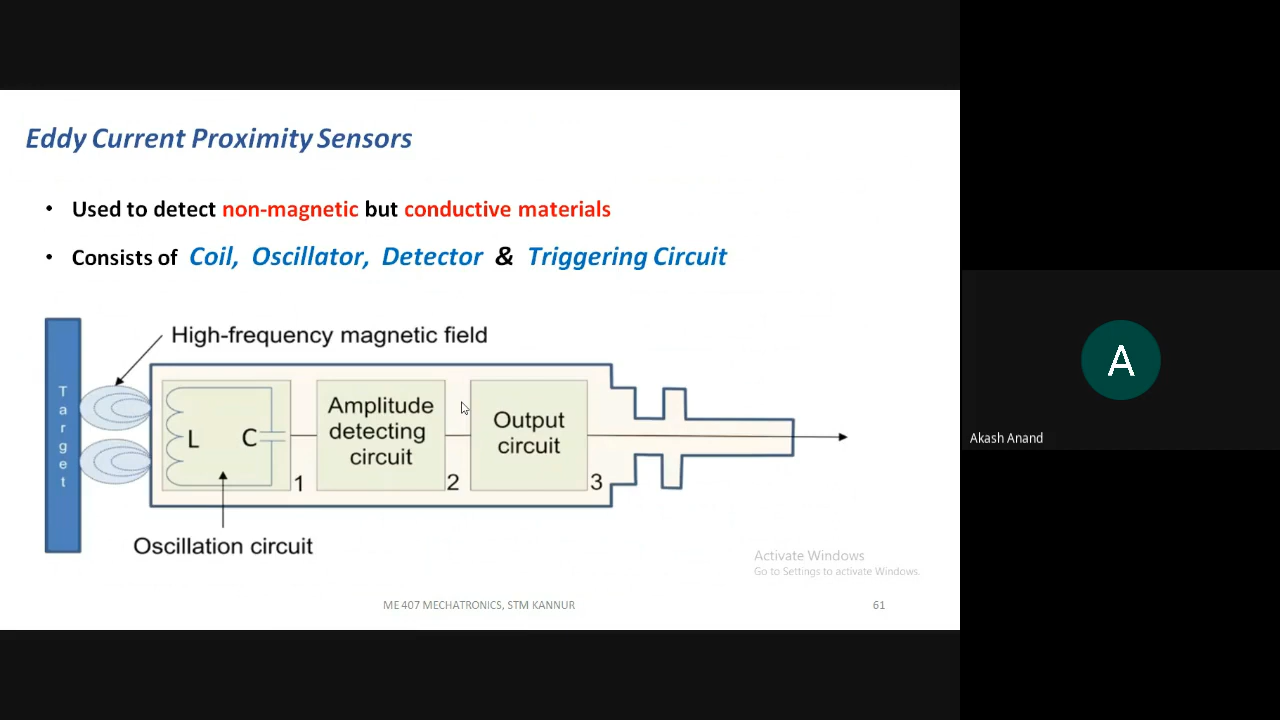 Eddy Current Proximity Sensors
• Used to detect non-magnetic but conductive materials
• Consists of Coil, Oscillator, Detector & Triggering Circuit
High-frequency magnetic field
Target
L C
1
Amplitude
detecting
circuit
2
Output
circuit
3
Oscillation circuit
Activate Windows
Go to Settings to activate Windows.
ME 407 MECHATRONICS, STM KANNUR
61
A
Akash Anand